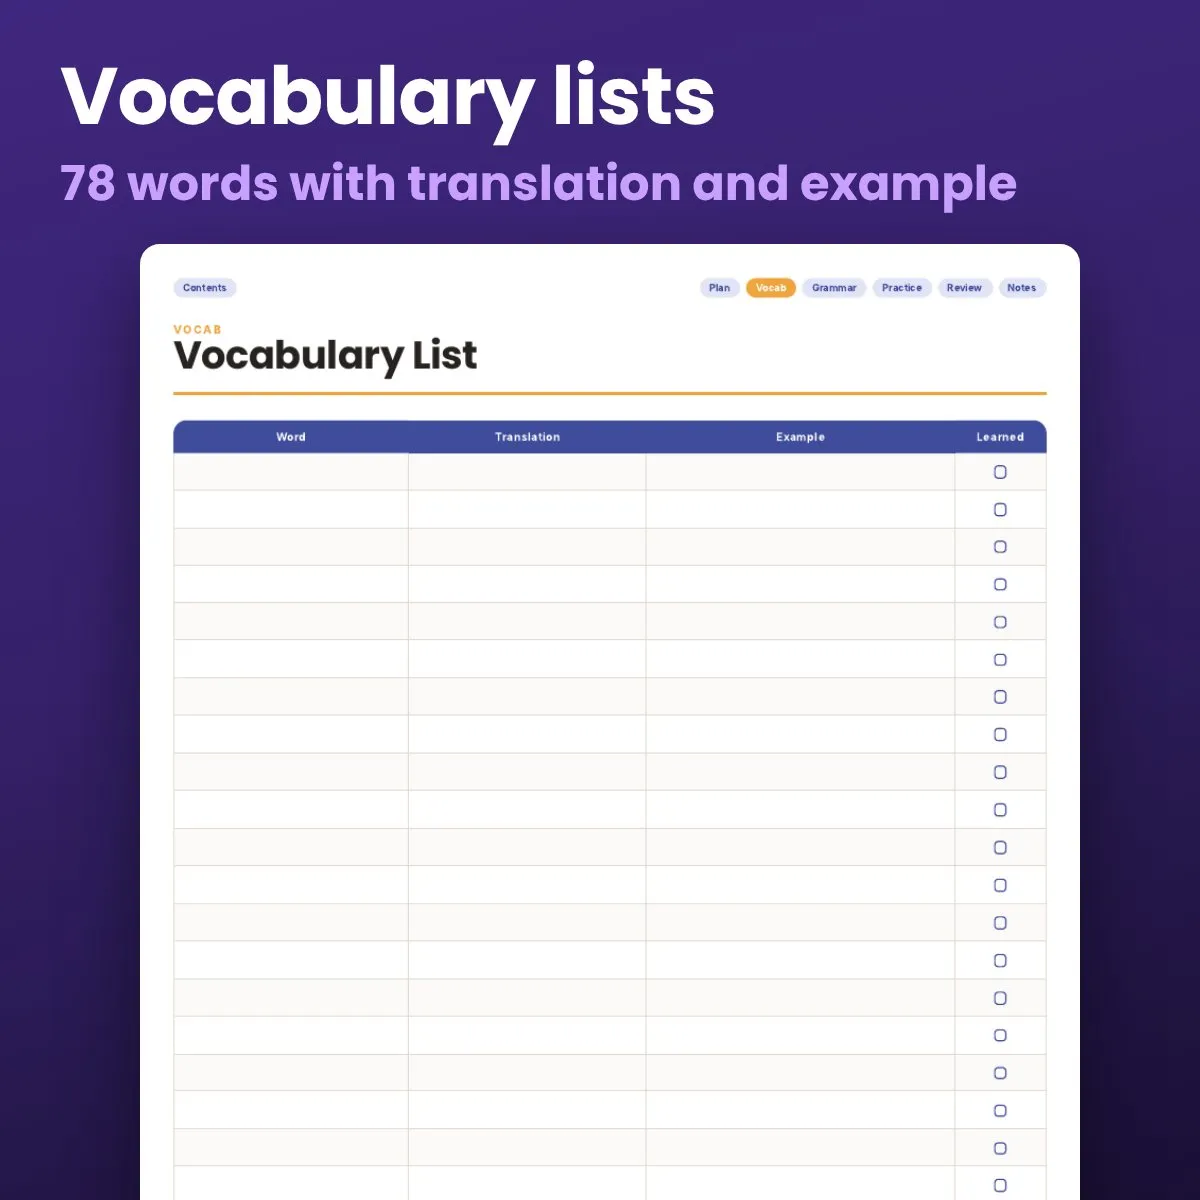 Vocabulary lists
78 words with translation and example
Contents Plan Vocab Grammar Practice Review Notes
VOCAB
Vocabulary List
Word Translation Example Learned